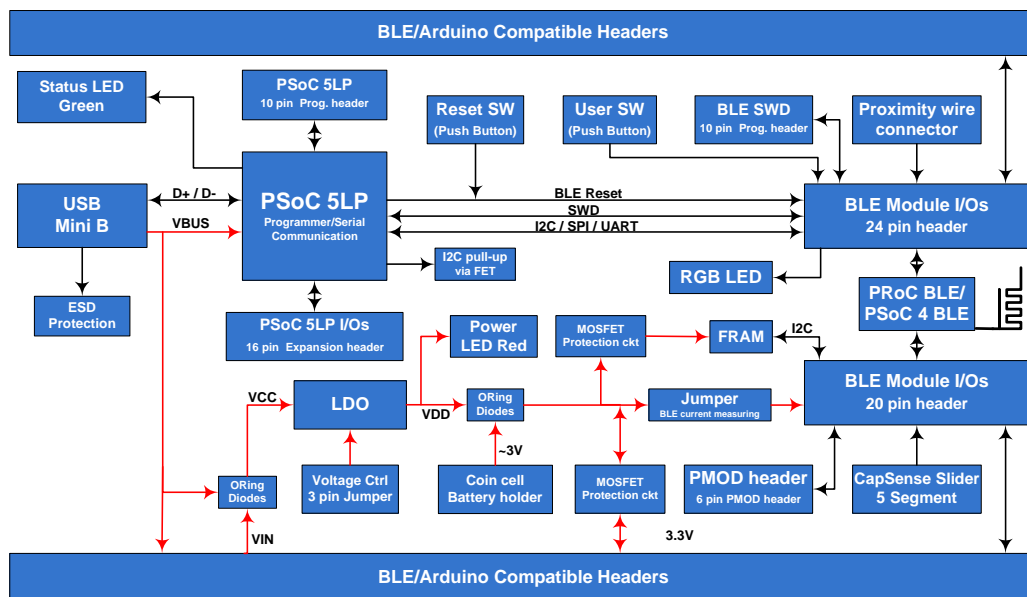 BLE/Arduino Compatible Headers
Status LED
Green
PSoC 5LP
10 pin Prog. header
Reset SW
(Push Button)
User SW
(Push Button)
BLE SWD
10 pin Prog. header
Proximity wire
connector
USB
Mini B
D+ / D-
VBUS
PSoC 5LP
Programmer/Serial
Communication
BLE Reset
SWD
I2C / SPI / UART
BLE Module I/Os
24 pin header
I2C pull-up
via FET
RGB LED
ESD
Protection
PRoC BLE/
PSoC 4 BLE
PSoC 5LP I/Os
16 pin Expansion header
Power
LED Red
MOSFET
Protection ckt
FRAM
I2C
BLE Module I/Os
20 pin header
VCC
LDO
VDD
ORing
Diodes
Jumper
BLE current measuring
~3V
ORing
Diodes
Voltage Ctrl
3 pin Jumper
Coin cell
Battery holder
MOSFET
Protection ckt
PMOD header
6 pin PMOD header
CapSense Slider
5 Segment
VIN
3.3V
BLE/Arduino Compatible Headers